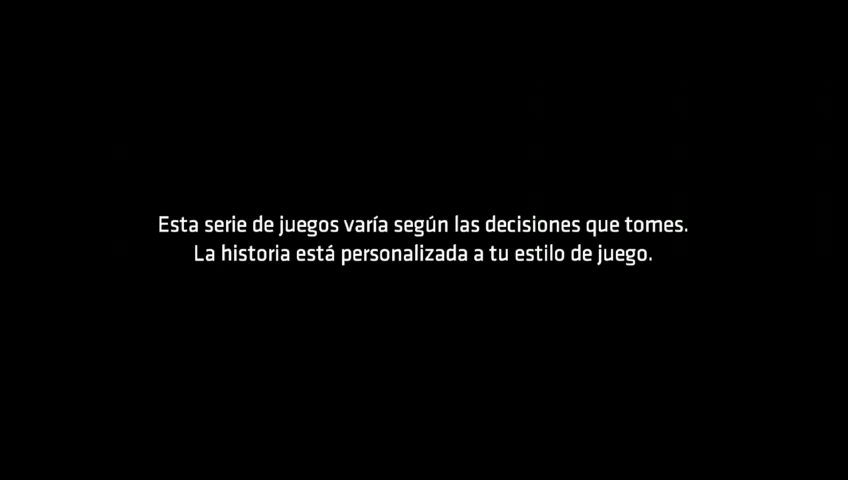 Esta serie de juegos varía según las decisiones que tomes.
La historia está personalizada a tu estilo de juego.